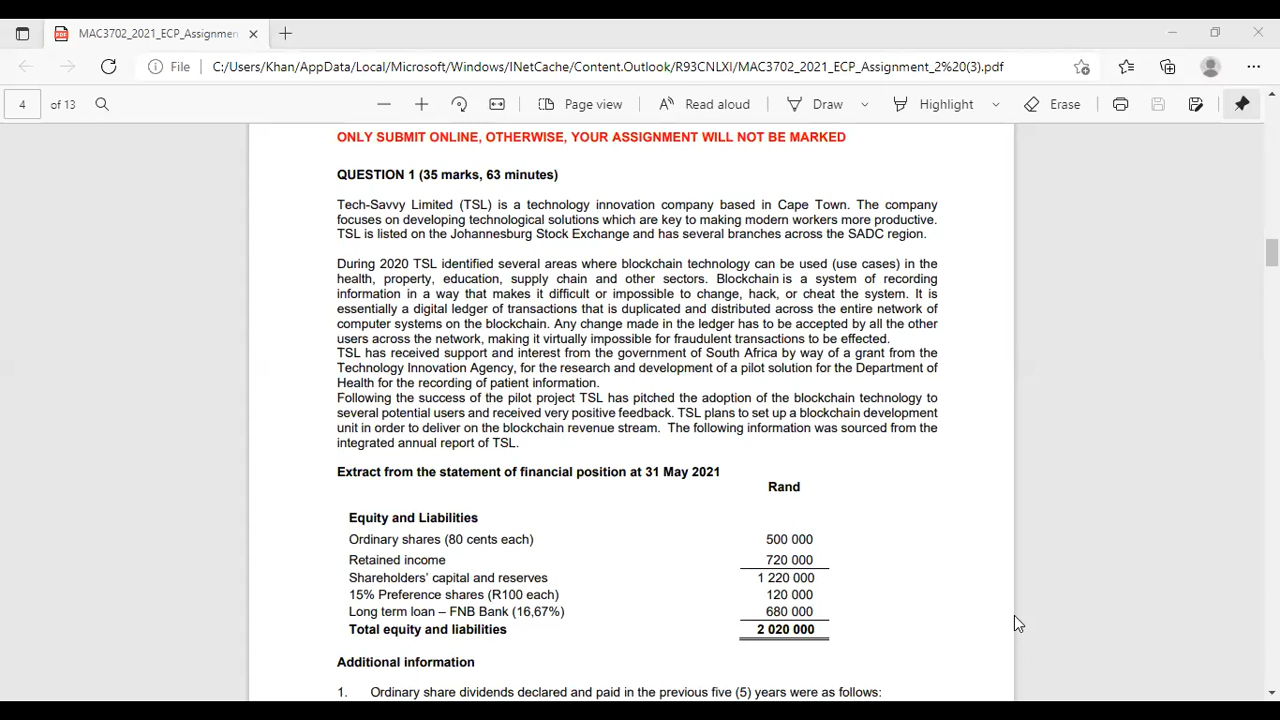 MAC3702_2021_ECP_Assignmen
File
C:/Users/Khan/AppData/Local/Microsoft/Windows/INetCache/Content.Outlook/R93CNLXI/MAC3702_2021_ECP_Assignment_2%20(3).pdf
4 of 13
Page view
Read aloud
Draw
Highlight
Erase
ONLY SUBMIT ONLINE, OTHERWISE, YOUR ASSIGNMENT WILL NOT BE MARKED
QUESTION 1 (35 marks, 63 minutes)
Tech-Savvy Limited (TSL) is a technology innovation company based in Cape Town. The company
focuses on developing technological solutions which are key to making modern workers more productive.
TSL is listed on the Johannesburg Stock Exchange and has several branches across the SADC region.
During 2020 TSL identified several areas where blockchain technology can be used (use cases) in the
health, property, education, supply chain and other sectors. Blockchain is a system of recording
information in a way that makes it difficult or impossible to change, hack, or cheat the system. It is
essentially a digital ledger of transactions that is duplicated and distributed across the entire network of
computer systems on the blockchain. Any change made in the ledger has to be accepted by all the other
users across the network, making it virtually impossible for fraudulent transactions to be effected.
TSL has received support and interest from the government of South Africa by way of a grant from the
Technology Innovation Agency, for the research and development of a pilot solution for the Department of
Health for the recording of patient information.
Following the success of the pilot project TSL has pitched the adoption of the blockchain technology to
several potential users and received very positive feedback. TSL plans to set up a blockchain development
unit in order to deliver on the blockchain revenue stream. The following information was sourced from the
integrated annual report of TSL.
Extract from the statement of financial position at 31 May 2021
Rand
Equity and Liabilities
Ordinary shares (80 cents each) 500 000
Retained income 720 000
Shareholders' capital and reserves 1 220 000
15% Preference shares (R100 each) 120 000
Long term loan – FNB Bank (16,67%) 680 000
Total equity and liabilities 2 020 000
Additional information
1. Ordinary share dividends declared and paid in the previous five (5) years were as follows: